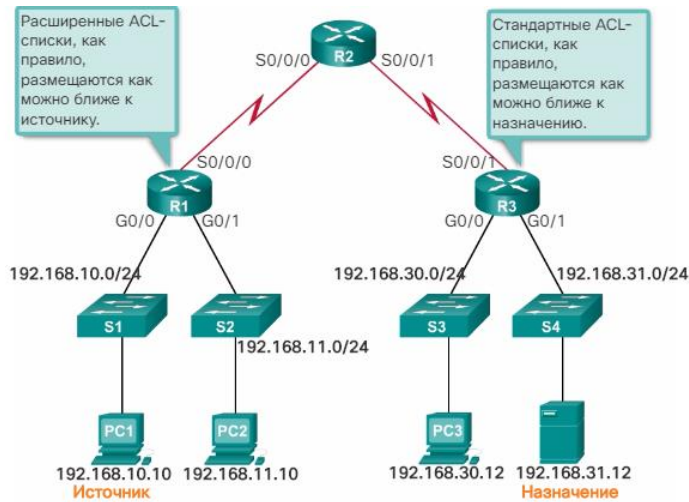 Расширенные ACL-
списки, как
правило,
размещаются как
можно ближе к
источнику.
Стандартные ACL-
списки, как
правило,
размещаются как
можно ближе к
назначению.
S0/0/0
R2
S0/0/1
S0/0/0
S0/0/1
R1
R3
G0/0
G0/1
G0/0
G0/1
192.168.10.0/24
192.168.30.0/24
192.168.31.0/24
S1
S2
S3
S4
192.168.11.0/24
PC1
PC2
PC3
192.168.10.10
192.168.11.10
192.168.30.12
192.168.31.12
Источник
Назначение